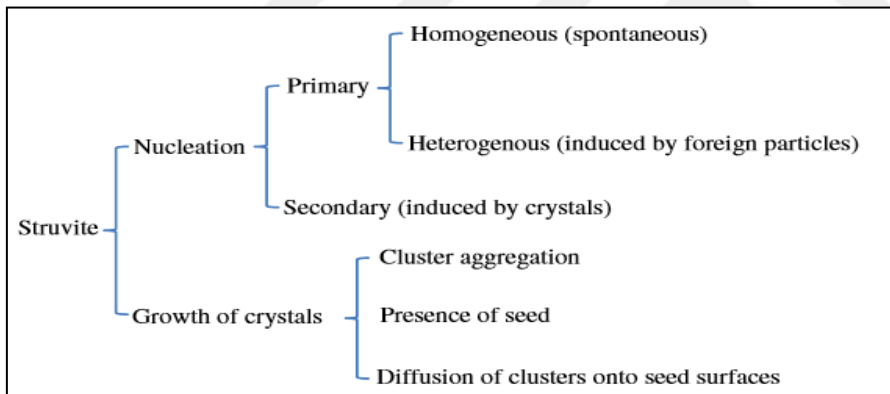 Homogeneous (spontaneous)
Primary
Nucleation
Heterogenous (induced by foreign particles)
Secondary (induced by crystals)
Struvite
Cluster aggregation
Growth of crystals
Presence of seed
Diffusion of clusters onto seed surfaces